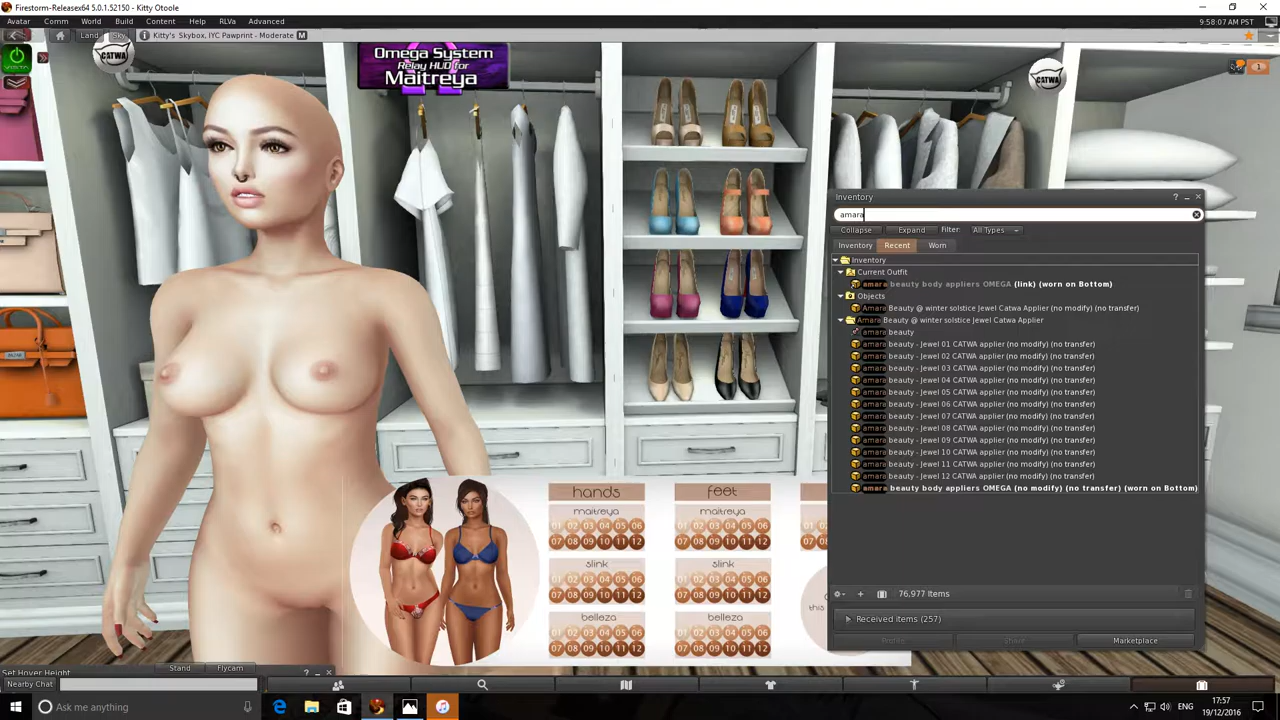 Firestorm-Releasex64 5.0.1.52150 - Kitty Otoole
Avatar Comm World Build Content Help RLVa Advanced
9:58:07 AM PST
Land Sky Kitty's Skybox, IYC Pawprint - Moderate M
CATWA
Omega System
Relay HUD for
Maitreya
CATWA
Inventory
amara
Collapse Expand Filter: All Types
Inventory Recent Worn
Inventory
Current Outfit
amara beauty body appliers OMEGA (link) (worn on Bottom)
Objects
Amara Beauty @ winter solstice Jewel Catwa Applier (no modify) (no transfer)
Amara Beauty @ winter solstice Jewel Catwa Applier
amara beauty
amara beauty - Jewel 01 CATWA applier (no modify) (no transfer)
amara beauty - Jewel 02 CATWA applier (no modify) (no transfer)
amara beauty - Jewel 03 CATWA applier (no modify) (no transfer)
amara beauty - Jewel 04 CATWA applier (no modify) (no transfer)
amara beauty - Jewel 05 CATWA applier (no modify) (no transfer)
amara beauty - Jewel 06 CATWA applier (no modify) (no transfer)
amara beauty - Jewel 07 CATWA applier (no modify) (no transfer)
amara beauty - Jewel 08 CATWA applier (no modify) (no transfer)
amara beauty - Jewel 09 CATWA applier (no modify) (no transfer)
amara beauty - Jewel 10 CATWA applier (no modify) (no transfer)
amara beauty - Jewel 11 CATWA applier (no modify) (no transfer)
amara beauty - Jewel 12 CATWA applier (no modify) (no transfer)
amara beauty body appliers OMEGA (no modify) (no transfer) (worn on Bottom)
76,977 Items
Received items (257)
Profile Share Marketplace
hands feet
maitreya maitreya
01 02 03 04 05 06 01 02 03 04 05 06 01 02
07 08 09 10 11 12 07 08 09 10 11 12 07 08
slink slink
01 02 03 04 05 06 01 02 03 04 05 06
07 08 09 10 11 12 07 08 09 10 11 12
this
belleza belleza
01 02 03 04 05 06 01 02 03 04 05 06
07 08 09 10 11 12 07 08 09 10 11 12
Set Hover Height
Stand Flycam
Nearby Chat
Ask me anything
ENG
17:57
19/12/2016